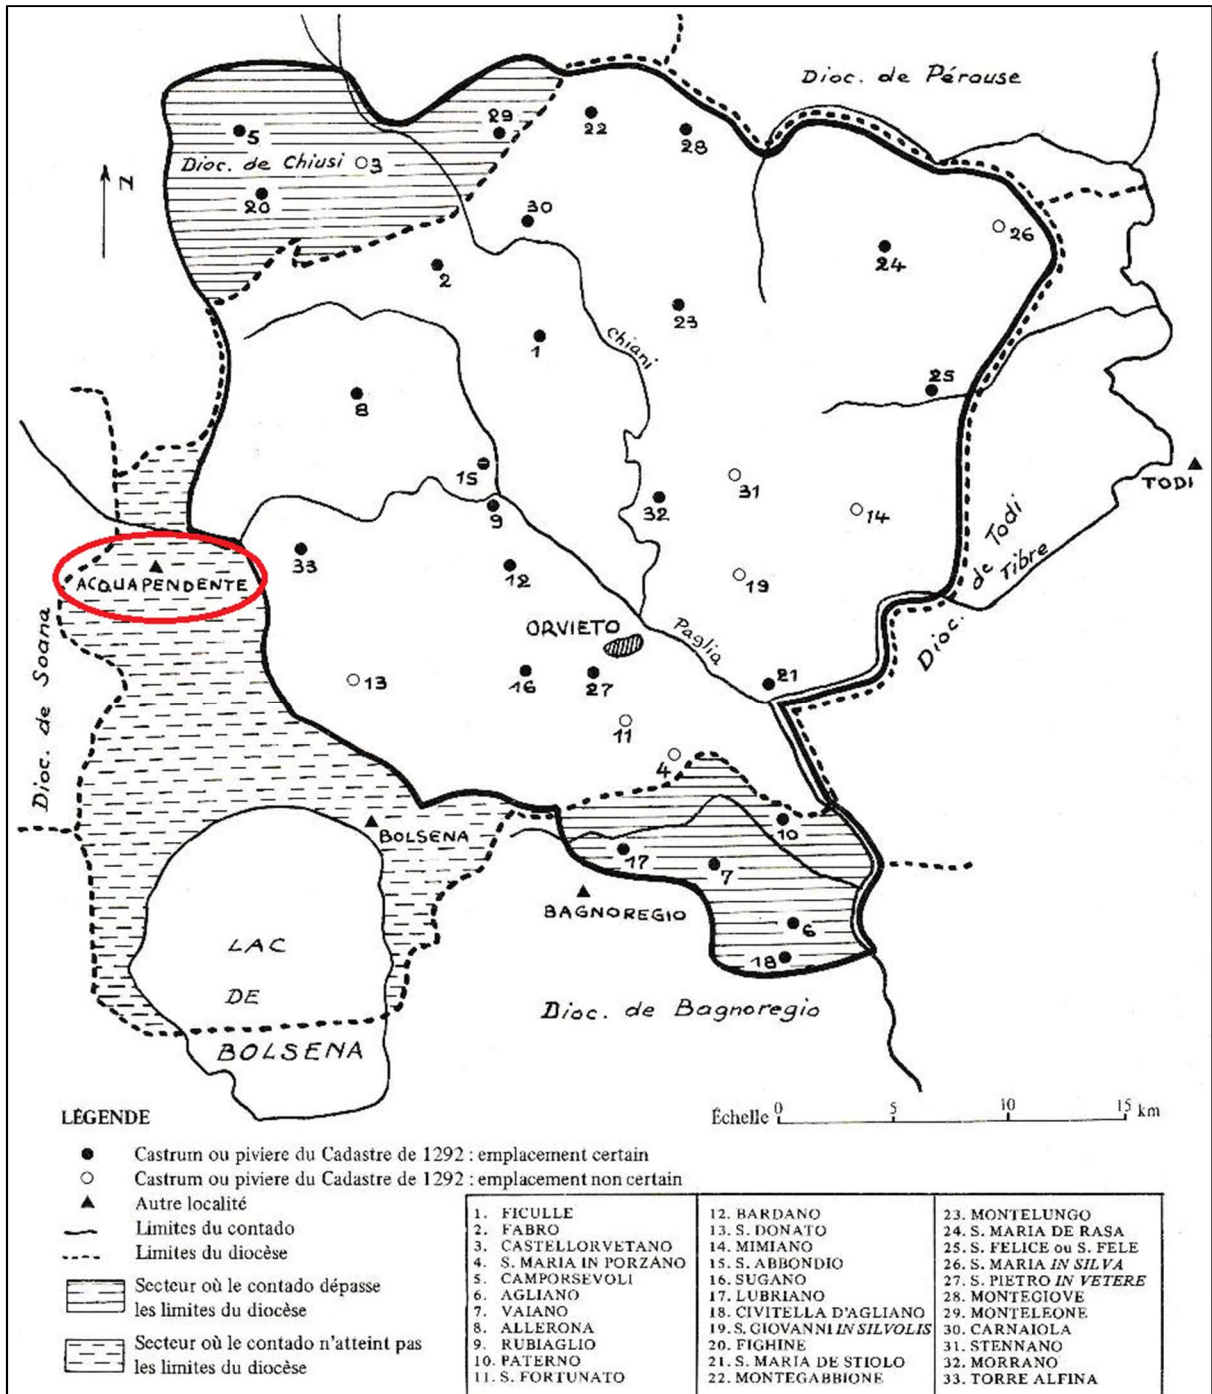 Dioc. de Pérouse
29
22
28
5
Dioc. de Chiusi 3
20
N
30
26
24
2
23
Chiani
1
25
8
15
31
TODI
9
32
14
33
ACQUAPENDENTE
12
19
Dioc. de Todi
Tibre
ORVIETO
Paglia
Dioc. de Soana
13
16
27
21
11
4
BOLSENA
10
17
7
BAGNOREGIO
6
18
LAC
DE
BOLSENA
Dioc. de Bagnoregio
LÉGENDE
Échelle 0 5 10 15 km
Castrum ou piviere du Cadastre de 1292 : emplacement certain
Castrum ou piviere du Cadastre de 1292 : emplacement non certain
Autre localité
Limites du contado
Limites du diocèse
Secteur où le contado dépasse
les limites du diocèse
Secteur où le contado n'atteint pas
les limites du diocèse
1. FICULLE
2. FABRO
3. CASTELLORVETANO
4. S. MARIA IN PORZANO
5. CAMPORSEVOLI
6. AGLIANO
7. VAIANO
8. ALLERONA
9. RUBIAGLIO
10. PATERNO
11. S. FORTUNATO
12. BARDANO
13. S. DONATO
14. MIMIANO
15. S. ABBONDIO
16. SUGANO
17. LUBRIANO
18. CIVITELLA D'AGLIANO
19. S. GIOVANNI IN SILVOLIS
20. FIGHINE
21. S. MARIA DE STIOLO
22. MONTEGABBIONE
23. MONTELUNGO
24. S. MARIA DE RASA
25. S. FELICE ou S. FELE
26. S. MARIA IN SILVA
27. S. PIETRO IN VETERE
28. MONTEGIOVE
29. MONTELEONE
30. CARNAIOLA
31. STENNANO
32. MORRANO
33. TORRE ALFINA